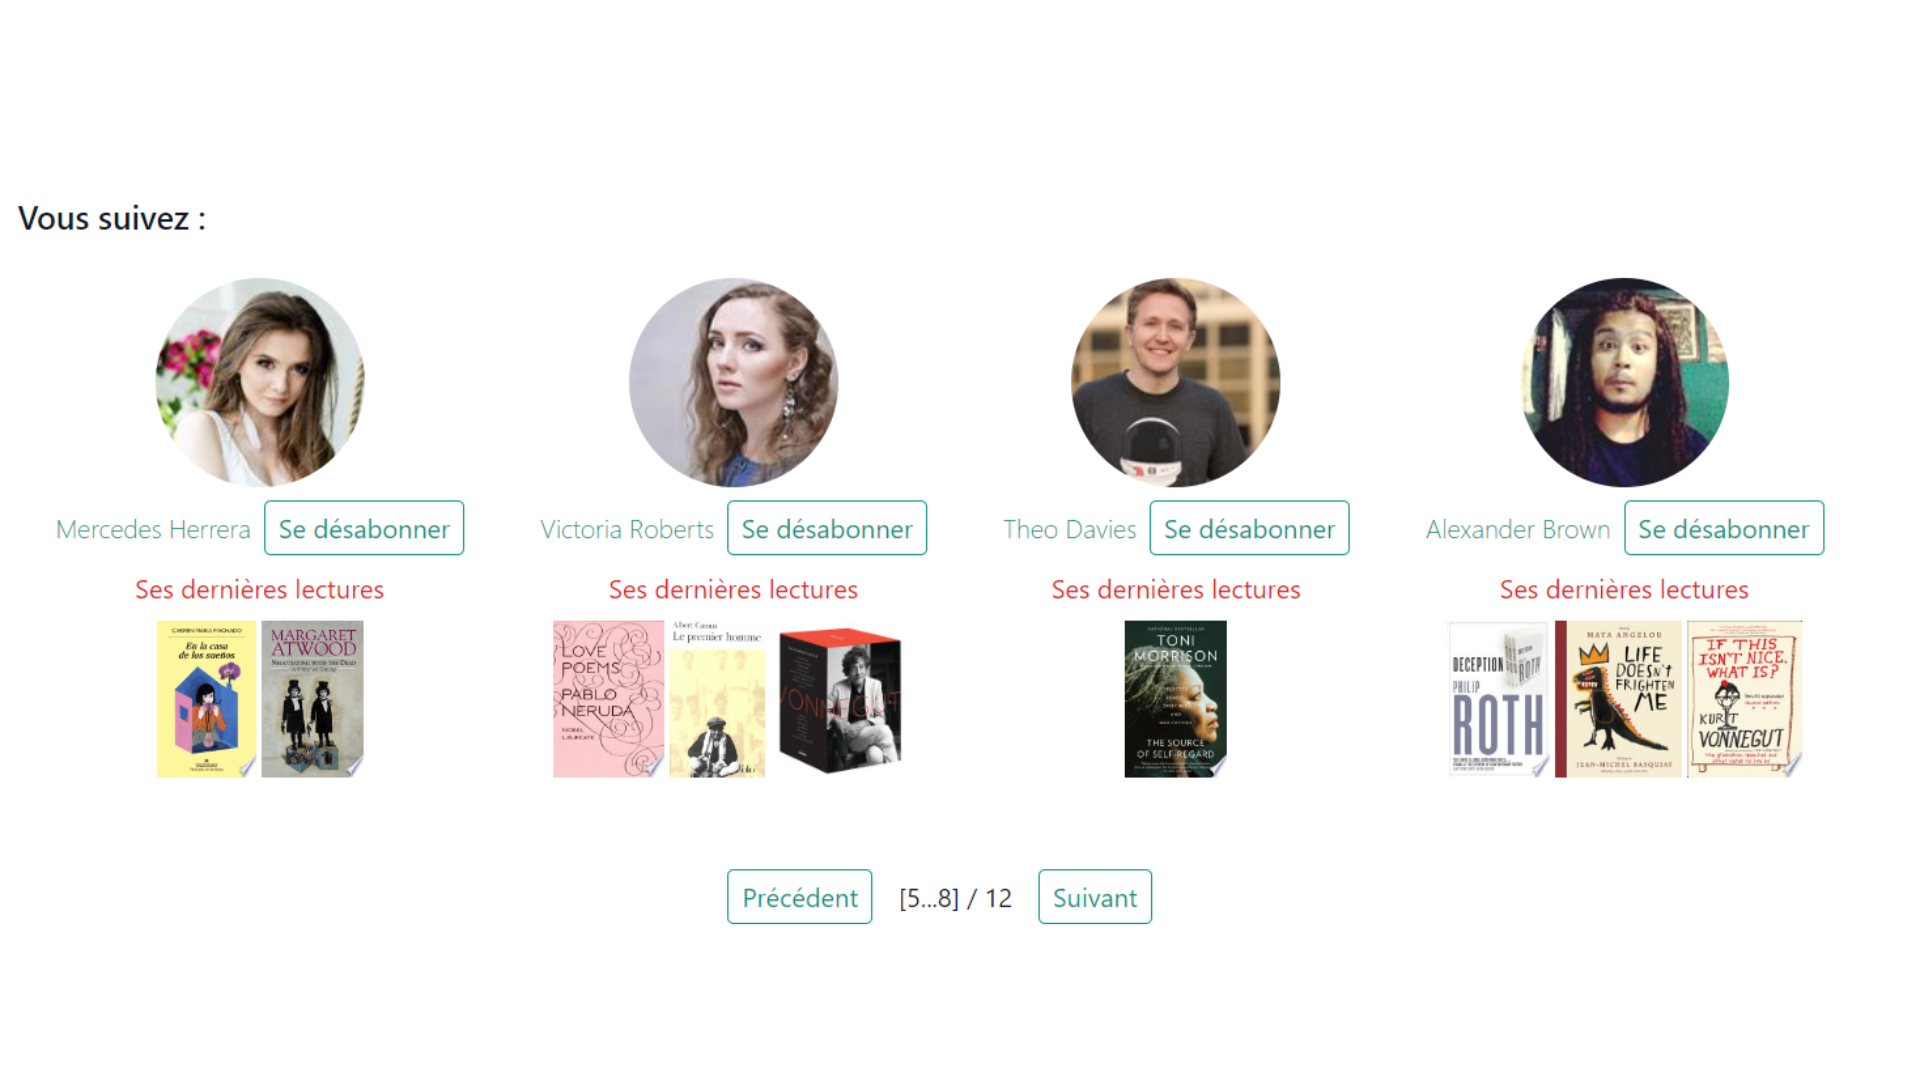 Vous suivez :
Mercedes Herrera
Se désabonner
Victoria Roberts
Se désabonner
Theo Davies
Se désabonner
Alexander Brown
Se désabonner
Ses dernières lectures
Ses dernières lectures
Ses dernières lectures
Ses dernières lectures
CARMEN MARIA MACHADO
En la casa
de los sueños
MARGARET
ATWOOD
NEGOTIATING WITH THE DEAD
LOVE
POEMS
PABLO
NERUDA
NOBEL
LAUREATE
Albert Camus
Le premier homme
folio
VONNEGUT
TONI
MORRISON
THE SOURCE
OF SELF-REGARD
DECEPTION
PHILIP
ROTH
MAYA ANGELOU
LIFE
DOESN'T
FRIGHTEN
ME
JEAN-MICHEL BASQUIAT
IF THIS
ISN'T NICE,
WHAT IS?
KURT
VONNEGUT
Précédent
[5...8] / 12
Suivant